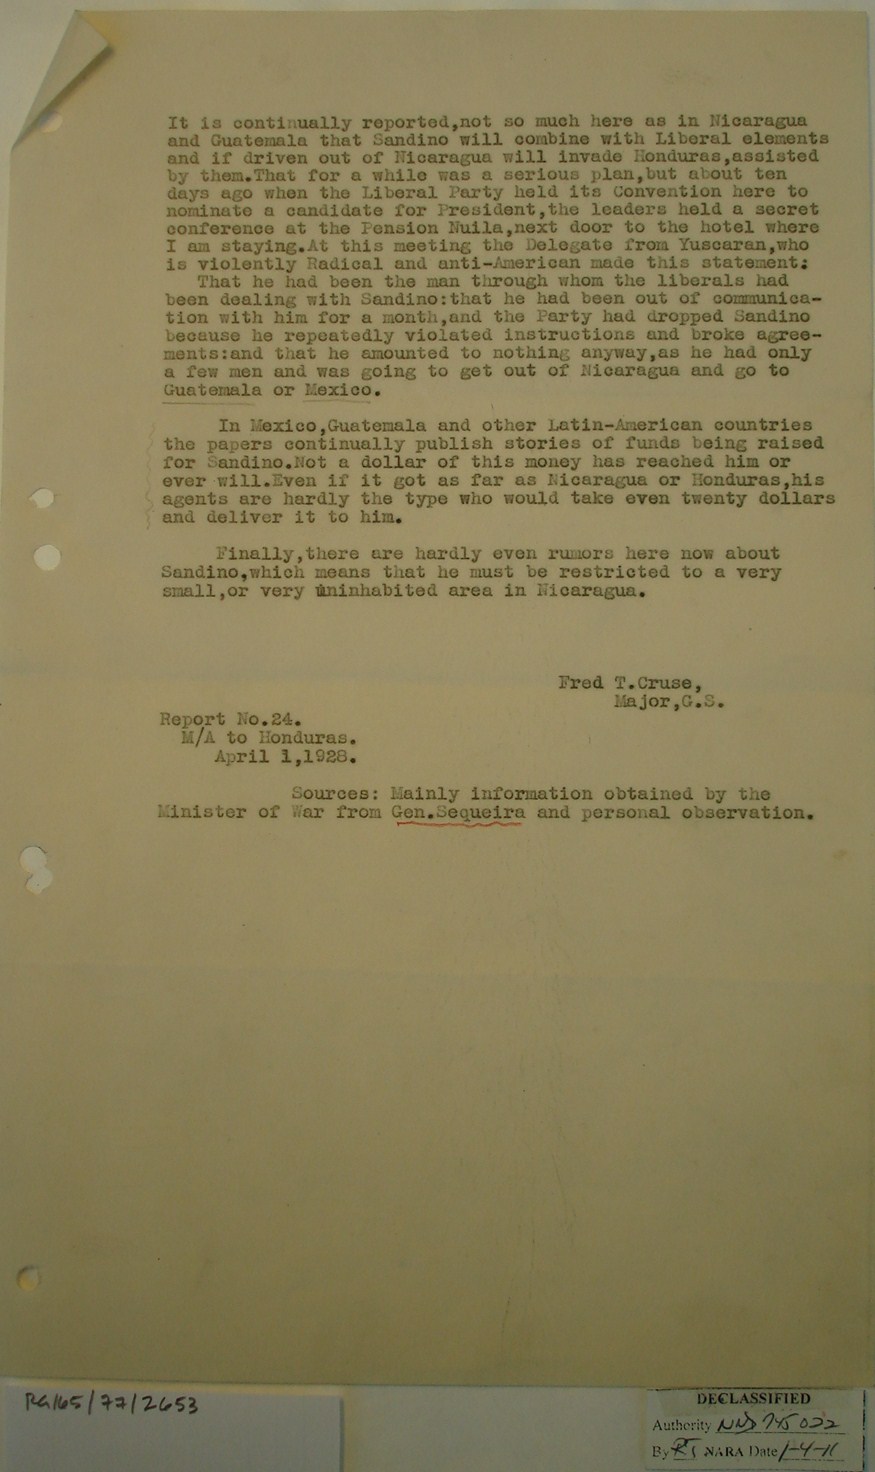 It is continually reported,not so much here as in Nicaragua
and Guatemala that Sandino will combine with Liberal elements
and if driven out of Nicaragua will invade Honduras,assisted
by them.That for a while was a serious plan,but about ten
days ago when the Liberal Party held its Convention here to
nominate a candidate for President,the leaders held a secret
conference at the Pension Nuila,next door to the hotel where
I am staying.At this meeting the Delegate from Yuscaran,who
is violently Radical and anti-American made this statement:
That he had been the man through whom the liberals had
been dealing with Sandino:that he had been out of communica-
tion with him for a month,and the Party had dropped Sandino
because he repeatedly violated instructions and broke agree-
ments:and that he amounted to nothing anyway,as he had only
a few men and was going to get out of Nicaragua and go to
Guatemala or Mexico.
In Mexico,Guatemala and other Latin-American countries
the papers continually publish stories of funds being raised
for Sandino.Not a dollar of this money has reached him or
ever will.Even if it got as far as Nicaragua or Honduras,his
agents are hardly the type who would take even twenty dollars
and deliver it to him.
Finally,there are hardly even rumors here now about
Sandino,which means that he must be restricted to a very
small,or very uninhabited area in Nicaragua.
Fred T.Cruse,
Major,G.S.
Report No.24.
M/A to Honduras.
April 1,1928.
Sources: Mainly information obtained by the
Minister of War from Gen.Sequeira and personal observation.
RG165/77/2653
DECLASSIFIED
Authority NND 745022
By RT NARA Date 1-4-11